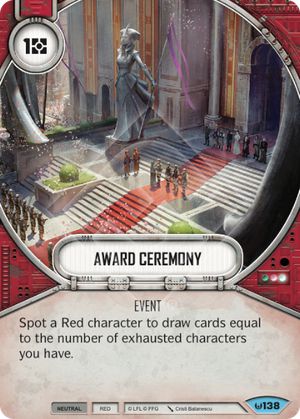 1
AWARD CEREMONY
EVENT
Spot a Red character to draw cards equal
to the number of exhausted characters
you have.
NEUTRAL RED © LFL © FFG Cristi Balanescu 138